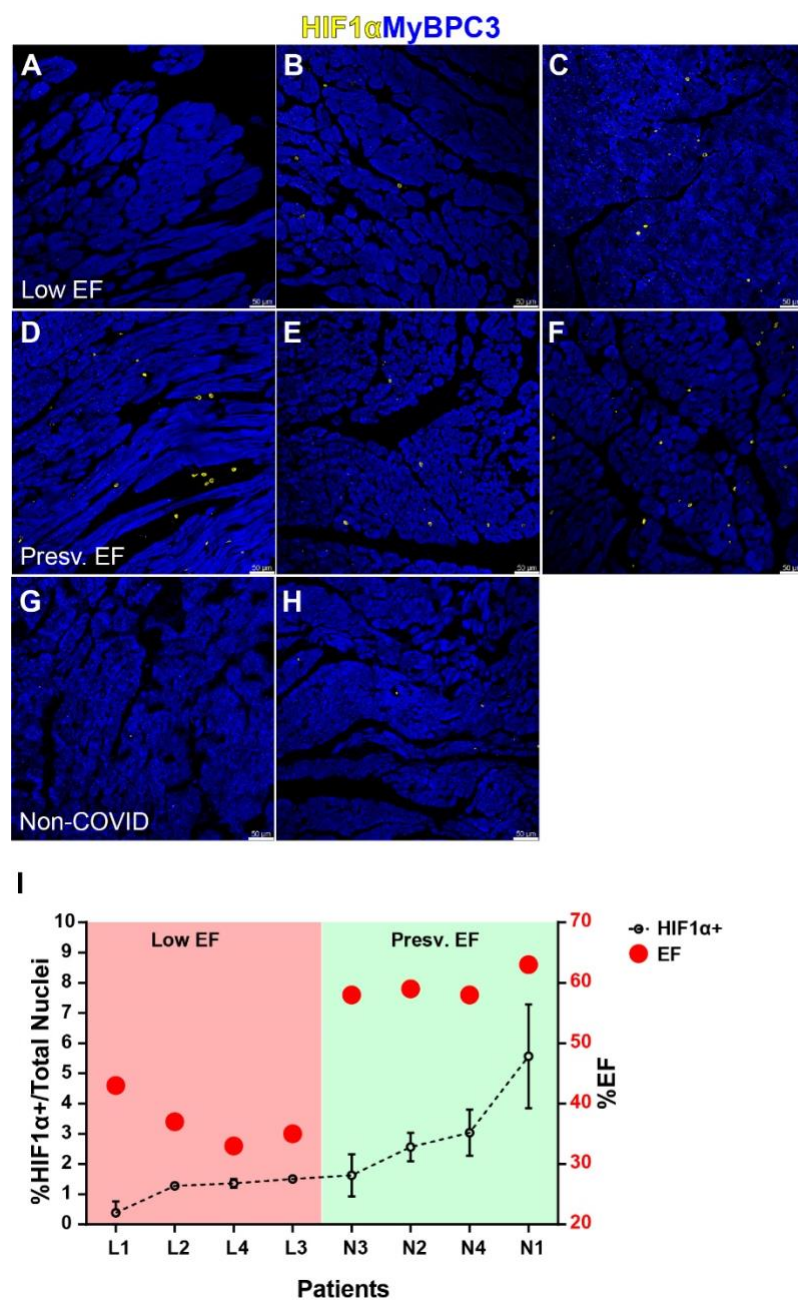 HIF1αMyBPC3
A
B
C
Low EF
50 µm
50 µm
50 µm
D
E
F
Presv. EF
50 µm
50 µm
50 µm
G
H
Non-COVID
50 µm
50 µm
I
%HIF1α+/Total Nuclei
10
9
8
7
6
5
4
3
2
1
0
Low EF
Presv. EF
70
60
50
40
30
20
%EF
HIF1α+
EF
L1 L2 L4 L3 N3 N2 N4 N1
Patients